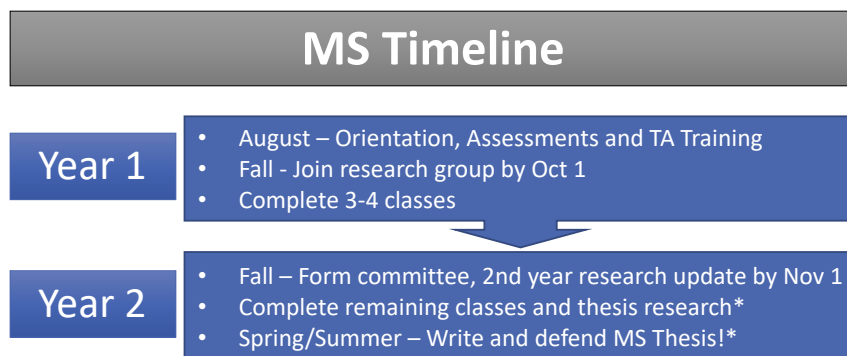 MS Timeline
Year 1
• August – Orientation, Assessments and TA Training
• Fall - Join research group by Oct 1
• Complete 3-4 classes
Year 2
• Fall – Form committee, 2nd year research update by Nov 1
• Complete remaining classes and thesis research*
• Spring/Summer – Write and defend MS Thesis!*